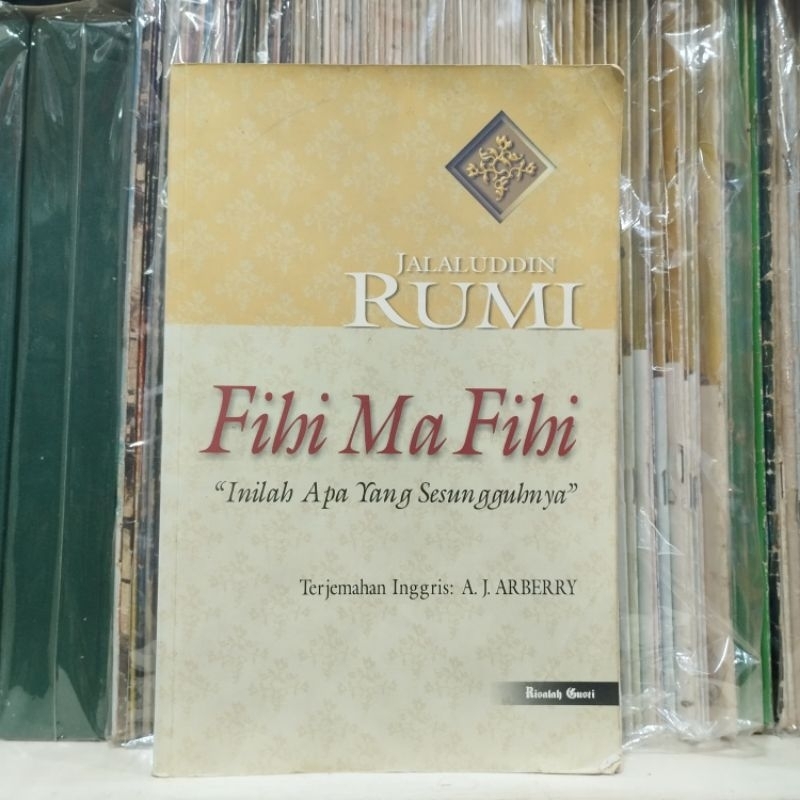 JALALUDDIN
RUMI
Fihi Ma Fihi
“Inilah Apa Yang Sesungguhnya”
Terjemahan Inggris: A. J. ARBERRY
Risalah Gusti